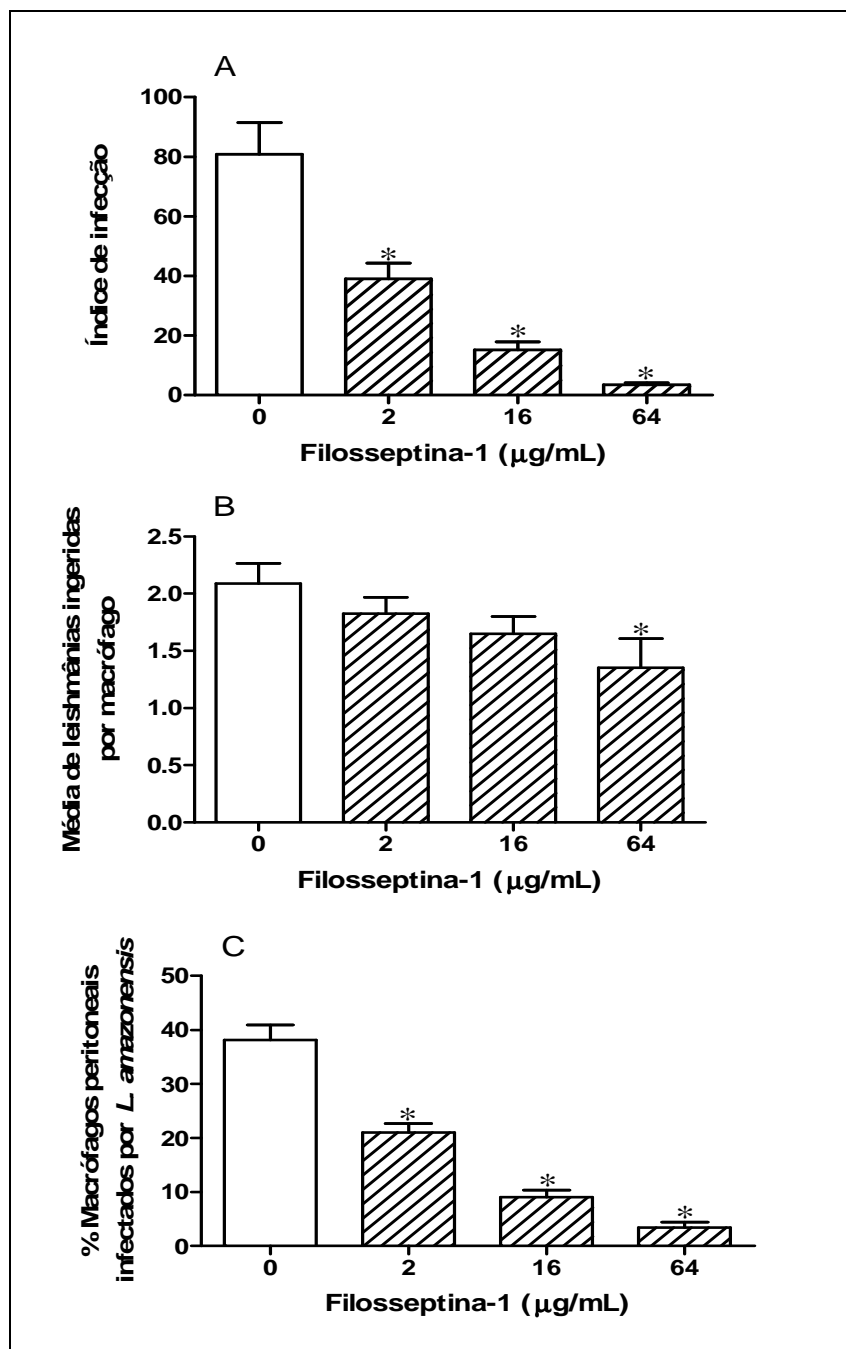 A
Índice de infecção
100
80
60
40
20
0
*
*
*
0 2 16 64
Filosseptina-1 (μg/mL)
B
Média de leishmânias ingeridas
por macrófago
2.5
2.0
1.5
1.0
0.5
0.0
*
0 2 16 64
Filosseptina-1 (μg/mL)
C
% Macrófagos peritoneais
infectados por L. amazonensis
50
40
30
20
10
0
*
*
*
0 2 16 64
Filosseptina-1 (μg/mL)